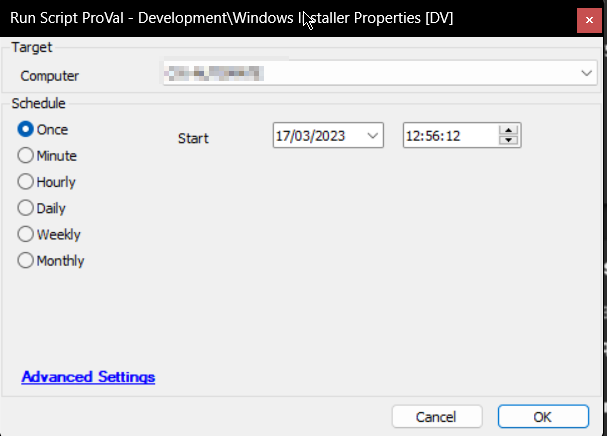 Run Script ProVal - Development\Windows Installer Properties [DV]
Target
Computer
Schedule
Once
Start
17/03/2023
12:56:12
Minute
Hourly
Daily
Weekly
Monthly
Advanced Settings
Cancel
OK